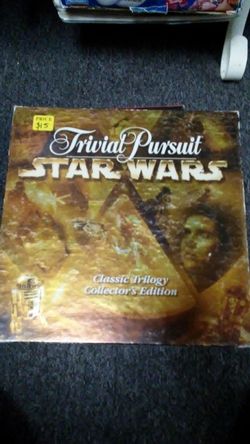 PRICE
$15
Trivial Pursuit
STAR WARS
Classic Trilogy
Collector's Edition